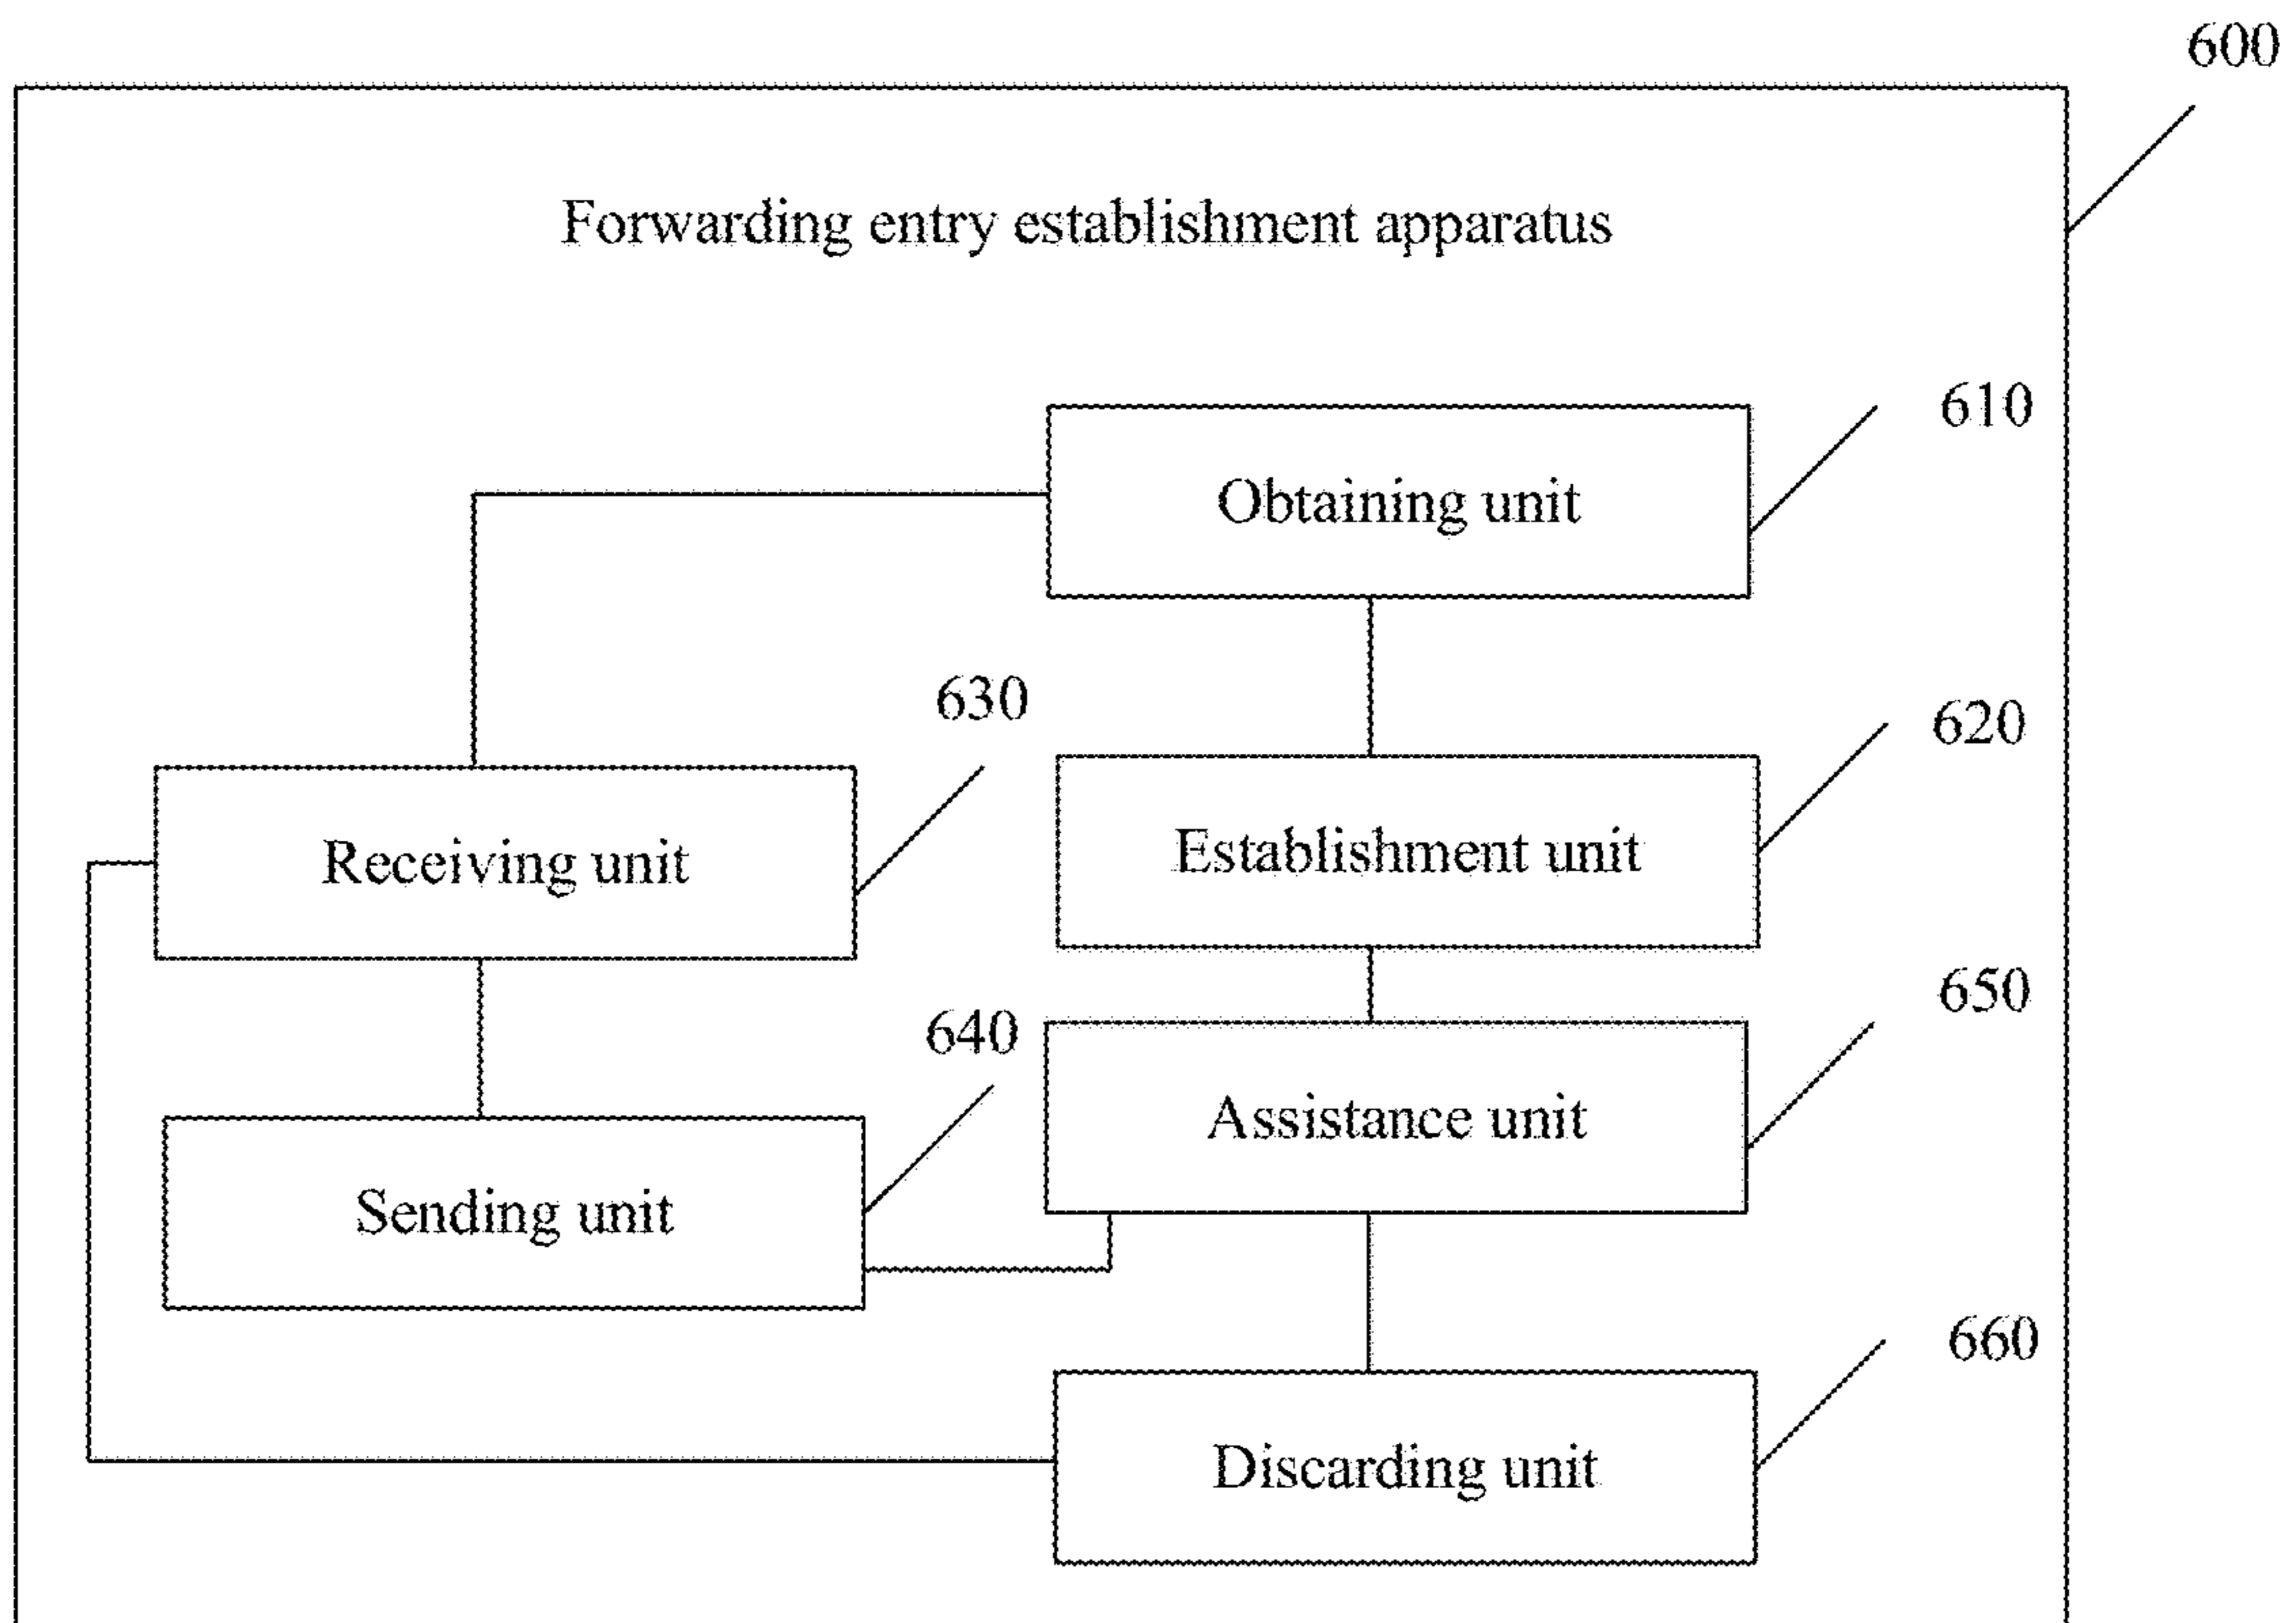 600
Forwarding entry establishment apparatus
610
Obtaining unit
630
620
Receiving unit
Establishment unit
650
640
Assistance unit
Sending unit
660
Discarding unit